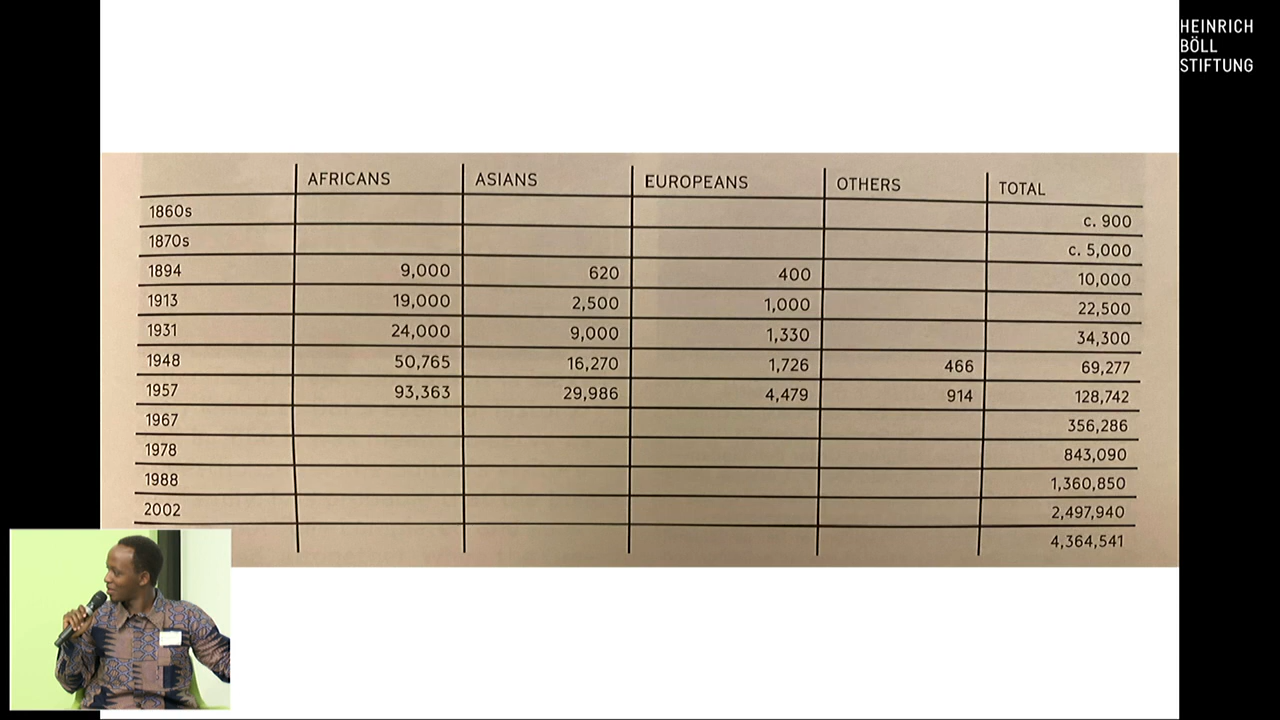 HEINRICH
BÖLL
STIFTUNG
AFRICANS ASIANS EUROPEANS OTHERS TOTAL
1860s c. 900
1870s c. 5,000
1894 9,000 620 400 10,000
1913 19,000 2,500 1,000 22,500
1931 24,000 9,000 1,330 34,300
1948 50,765 16,270 1,726 466 69,277
1957 93,363 29,986 4,479 914 128,742
1967 356,286
1978 843,090
1988 1,360,850
2002 2,497,940
4,364,541